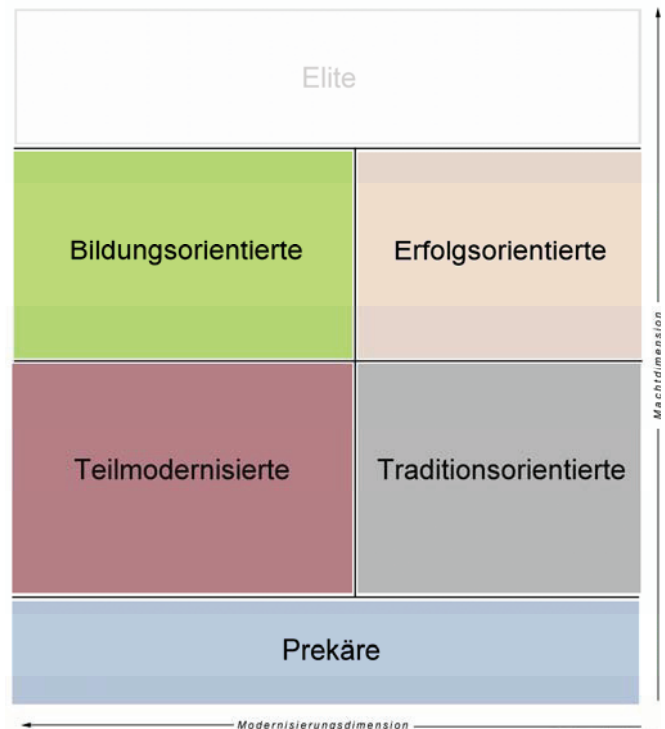 Elite
Bildungsorientierte
Erfolgsorientierte
Machtdimension
Teilmodernisierte
Traditionsorientierte
Prekäre
Modernisierungsdimension